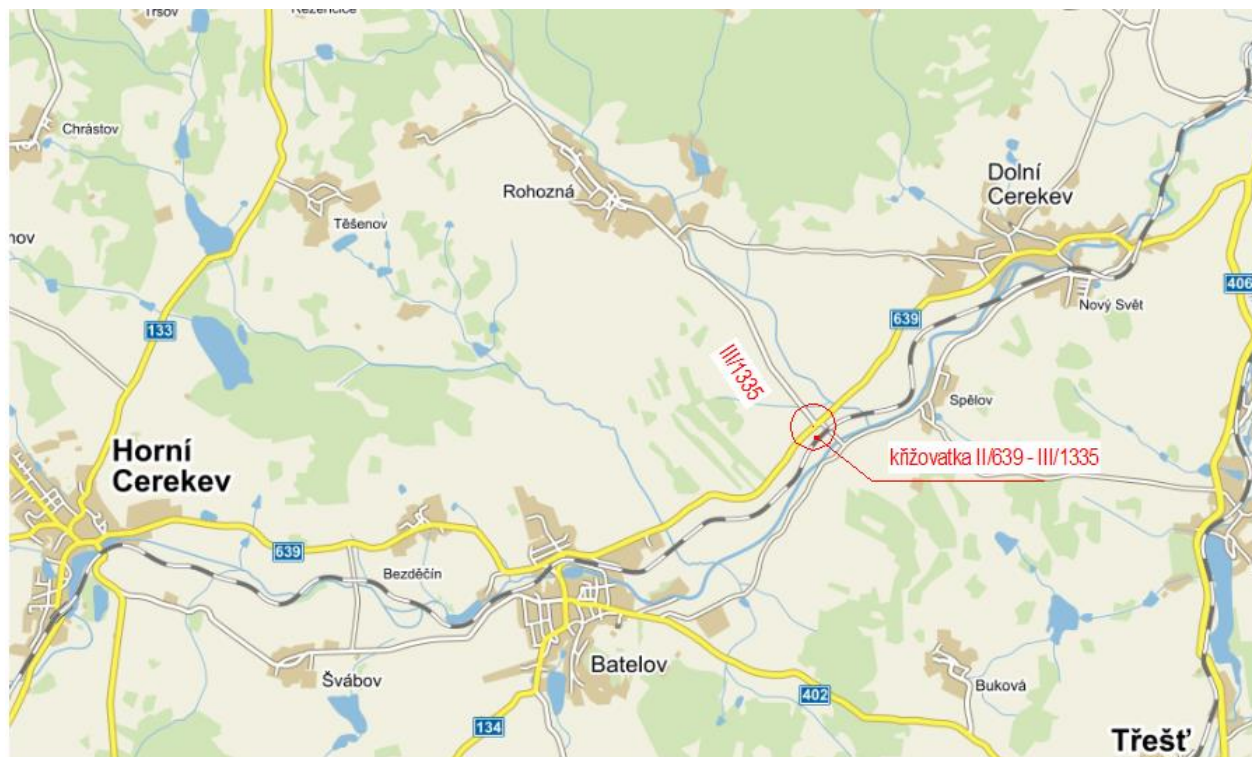 Chrástov
Těšenov
Rohozná
Dolní
Cerekev
Nový Svět
406
639
133
III/1335
Spělov
křižovatka II/639 - III/1335
Horní
Cerekev
639
Bezděčín
Švábov
Batelov
402
Buková
134
Třešť